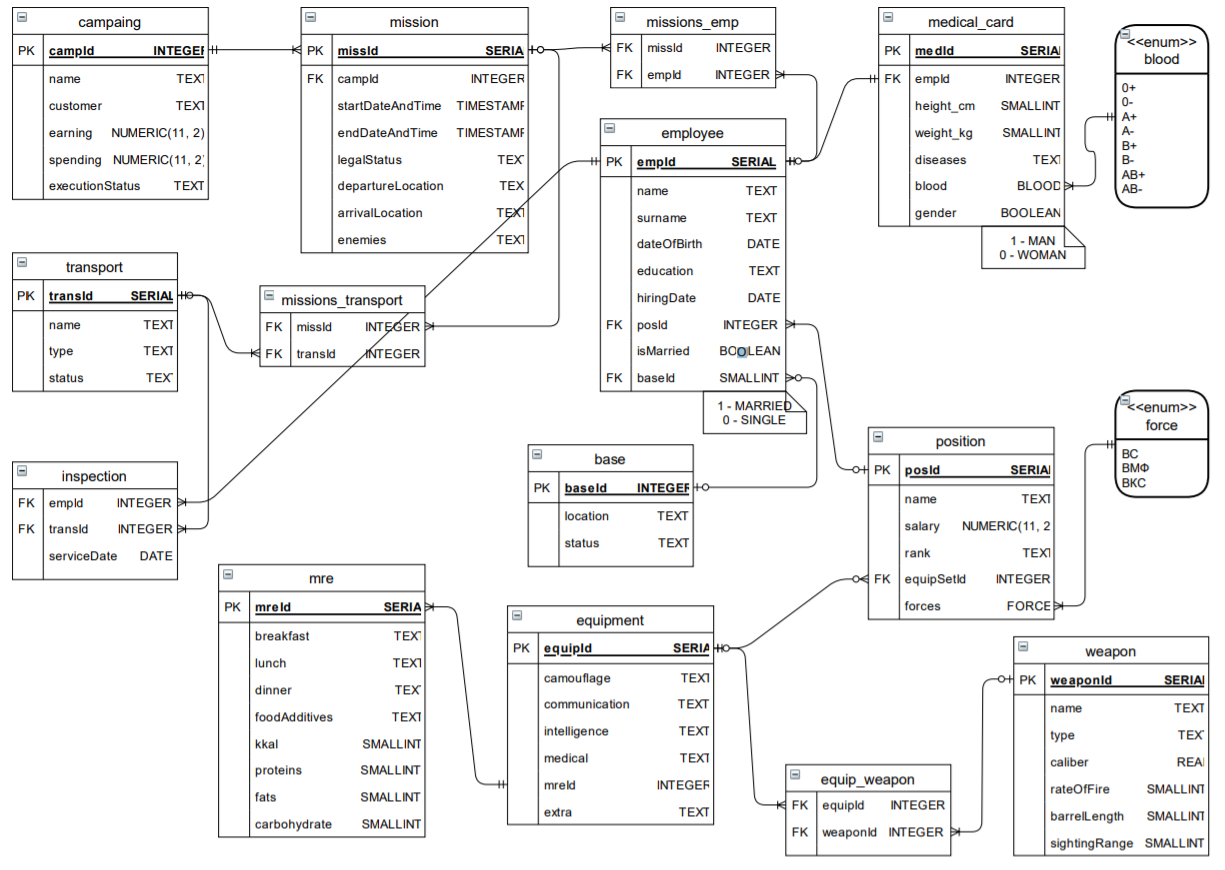 campaing
PK campId INTEGER
name TEXT
customer TEXT
earning NUMERIC(11, 2)
spending NUMERIC(11, 2)
executionStatus TEXT
mission
PK missId SERIA
FK campId INTEGER
startDateAndTime TIMESTAMP
endDateAndTime TIMESTAMP
legalStatus TEXT
departureLocation TEX
arrivalLocation TEXT
enemies TEXT
missions_emp
FK missId INTEGER
FK empId INTEGER
medical_card
PK medId SERIAL
FK empId INTEGER
height_cm SMALLINT
weight_kg SMALLINT
diseases TEXT
blood BLOOD
gender BOOLEAN
1 - MAN
0 - WOMAN
<<enum>>
blood
0+
0-
A+
A-
B+
B-
AB+
AB-
employee
PK empId SERIAL
name TEXT
surname TEXT
dateOfBirth DATE
education TEXT
hiringDate DATE
FK posId INTEGER
isMarried BOOLEAN
FK baseId SMALLINT
1 - MARRIED
0 - SINGLE
transport
PK transId SERIAL
name TEXT
type TEXT
status TEX
missions_transport
FK missId INTEGER
FK transId INTEGER
inspection
FK empId INTEGER
FK transId INTEGER
serviceDate DATE
base
PK baseId INTEGER
location TEXT
status TEXT
position
PK posId SERIAL
name TEXT
salary NUMERIC(11, 2
rank TEXT
FK equipSetId INTEGER
forces FORCE
<<enum>>
force
ВС
ВМФ
ВКС
mre
PK mreId SERIA
breakfast TEXT
lunch TEXT
dinner TEX
foodAdditives TEXT
kkal SMALLINT
proteins SMALLINT
fats SMALLINT
carbohydrate SMALLINT
equipment
PK equipId SERIA
camouflage TEXT
communication TEXT
intelligence TEXT
medical TEXT
mreId INTEGER
extra TEXT
equip_weapon
FK equipId INTEGER
FK weaponId INTEGER
weapon
PK weaponId SERIAL
name TEXT
type TEX
caliber REAL
rateOfFire SMALLINT
barrelLength SMALLINT
sightingRange SMALLINT